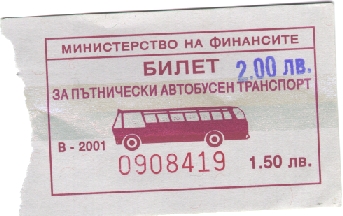 МИНИСТЕРСТВО НА ФИНАНСИТЕ
БИЛЕТ 2.00 лв.
ЗА ПЪТНИЧЕСКИ АВТОБУСЕН ТРАНСПОРТ
В - 2001
0908419 1.50 лв.